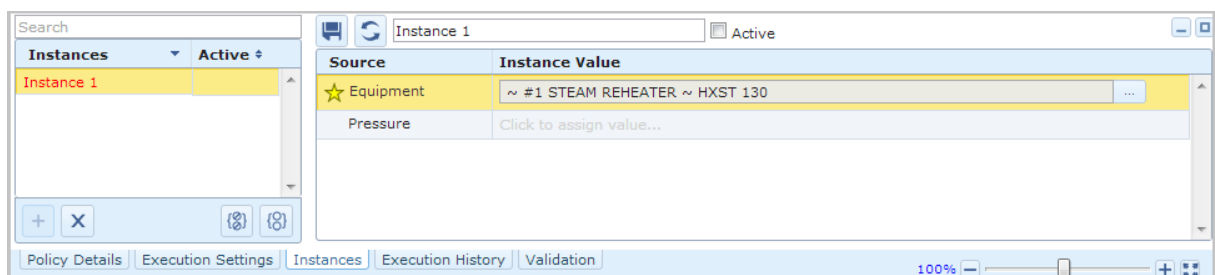 Search
Instances Active
Instance 1
Instance 1 Active
Source Instance Value
Equipment ~ #1 STEAM REHEATER ~ HXST 130 ...
Pressure Click to assign value...
Policy Details Execution Settings Instances Execution History Validation
100%